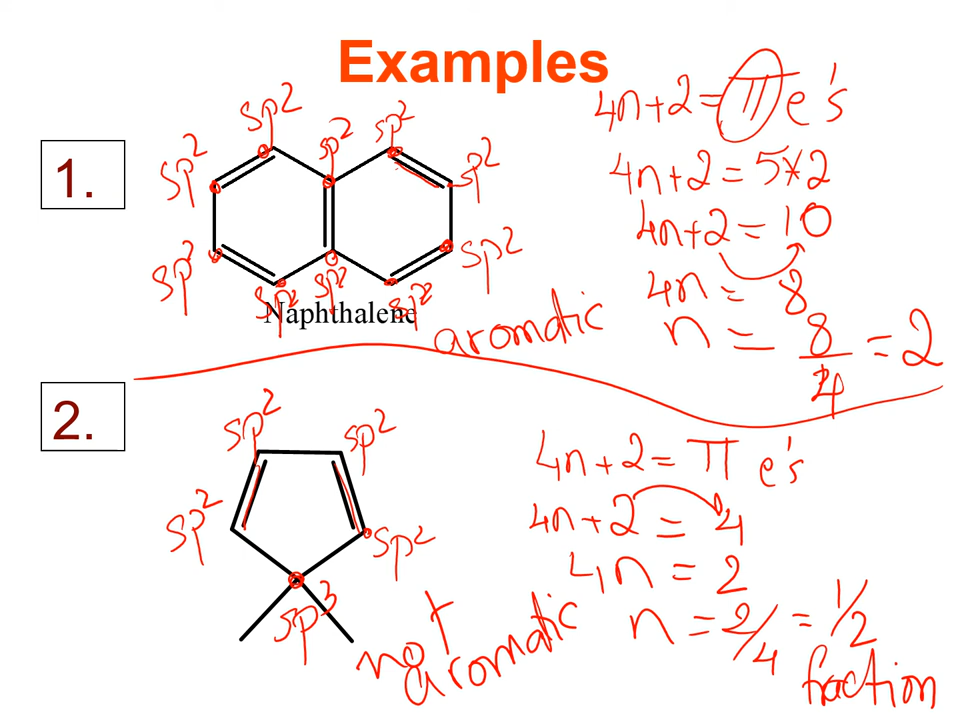 Examples
4n+2 = π e's
1.
sp2 sp2 sp2
sp2 sp2
4n+2 = 5*2
4n+2 = 10
sp2 sp2
sp2 sp2 sp2
4n = 8
Naphthalene
aromatic
n = 8/4 = 2
2.
sp2 sp2
4n+2 = π e's
sp2 sp2
4n+2 = 4
4n = 2
sp3
n = 2/4 = 1/2
not
aromatic
fraction